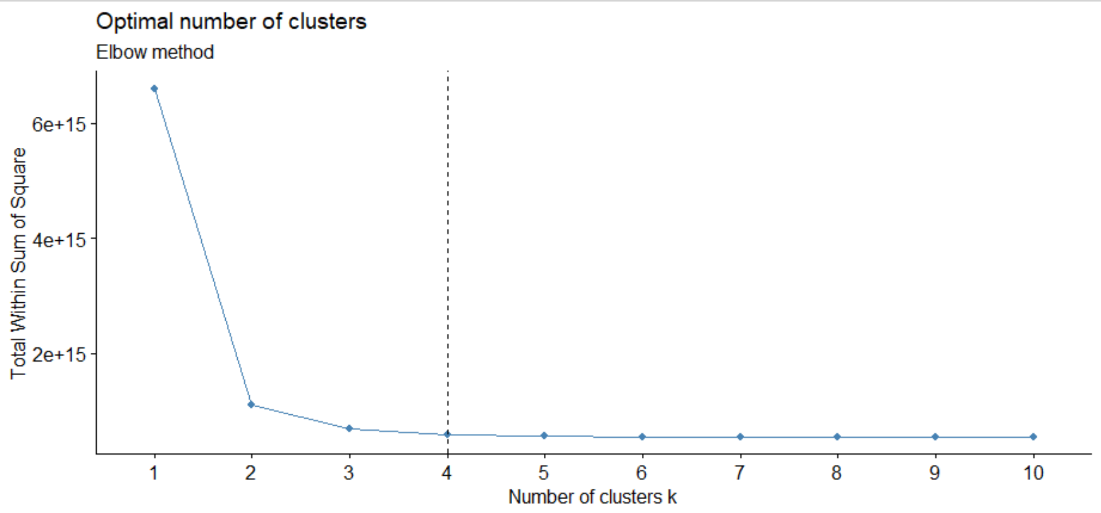 Optimal number of clusters
Elbow method
Total Within Sum of Square
6e+15
4e+15
2e+15
1 2 3 4 5 6 7 8 9 10
Number of clusters k